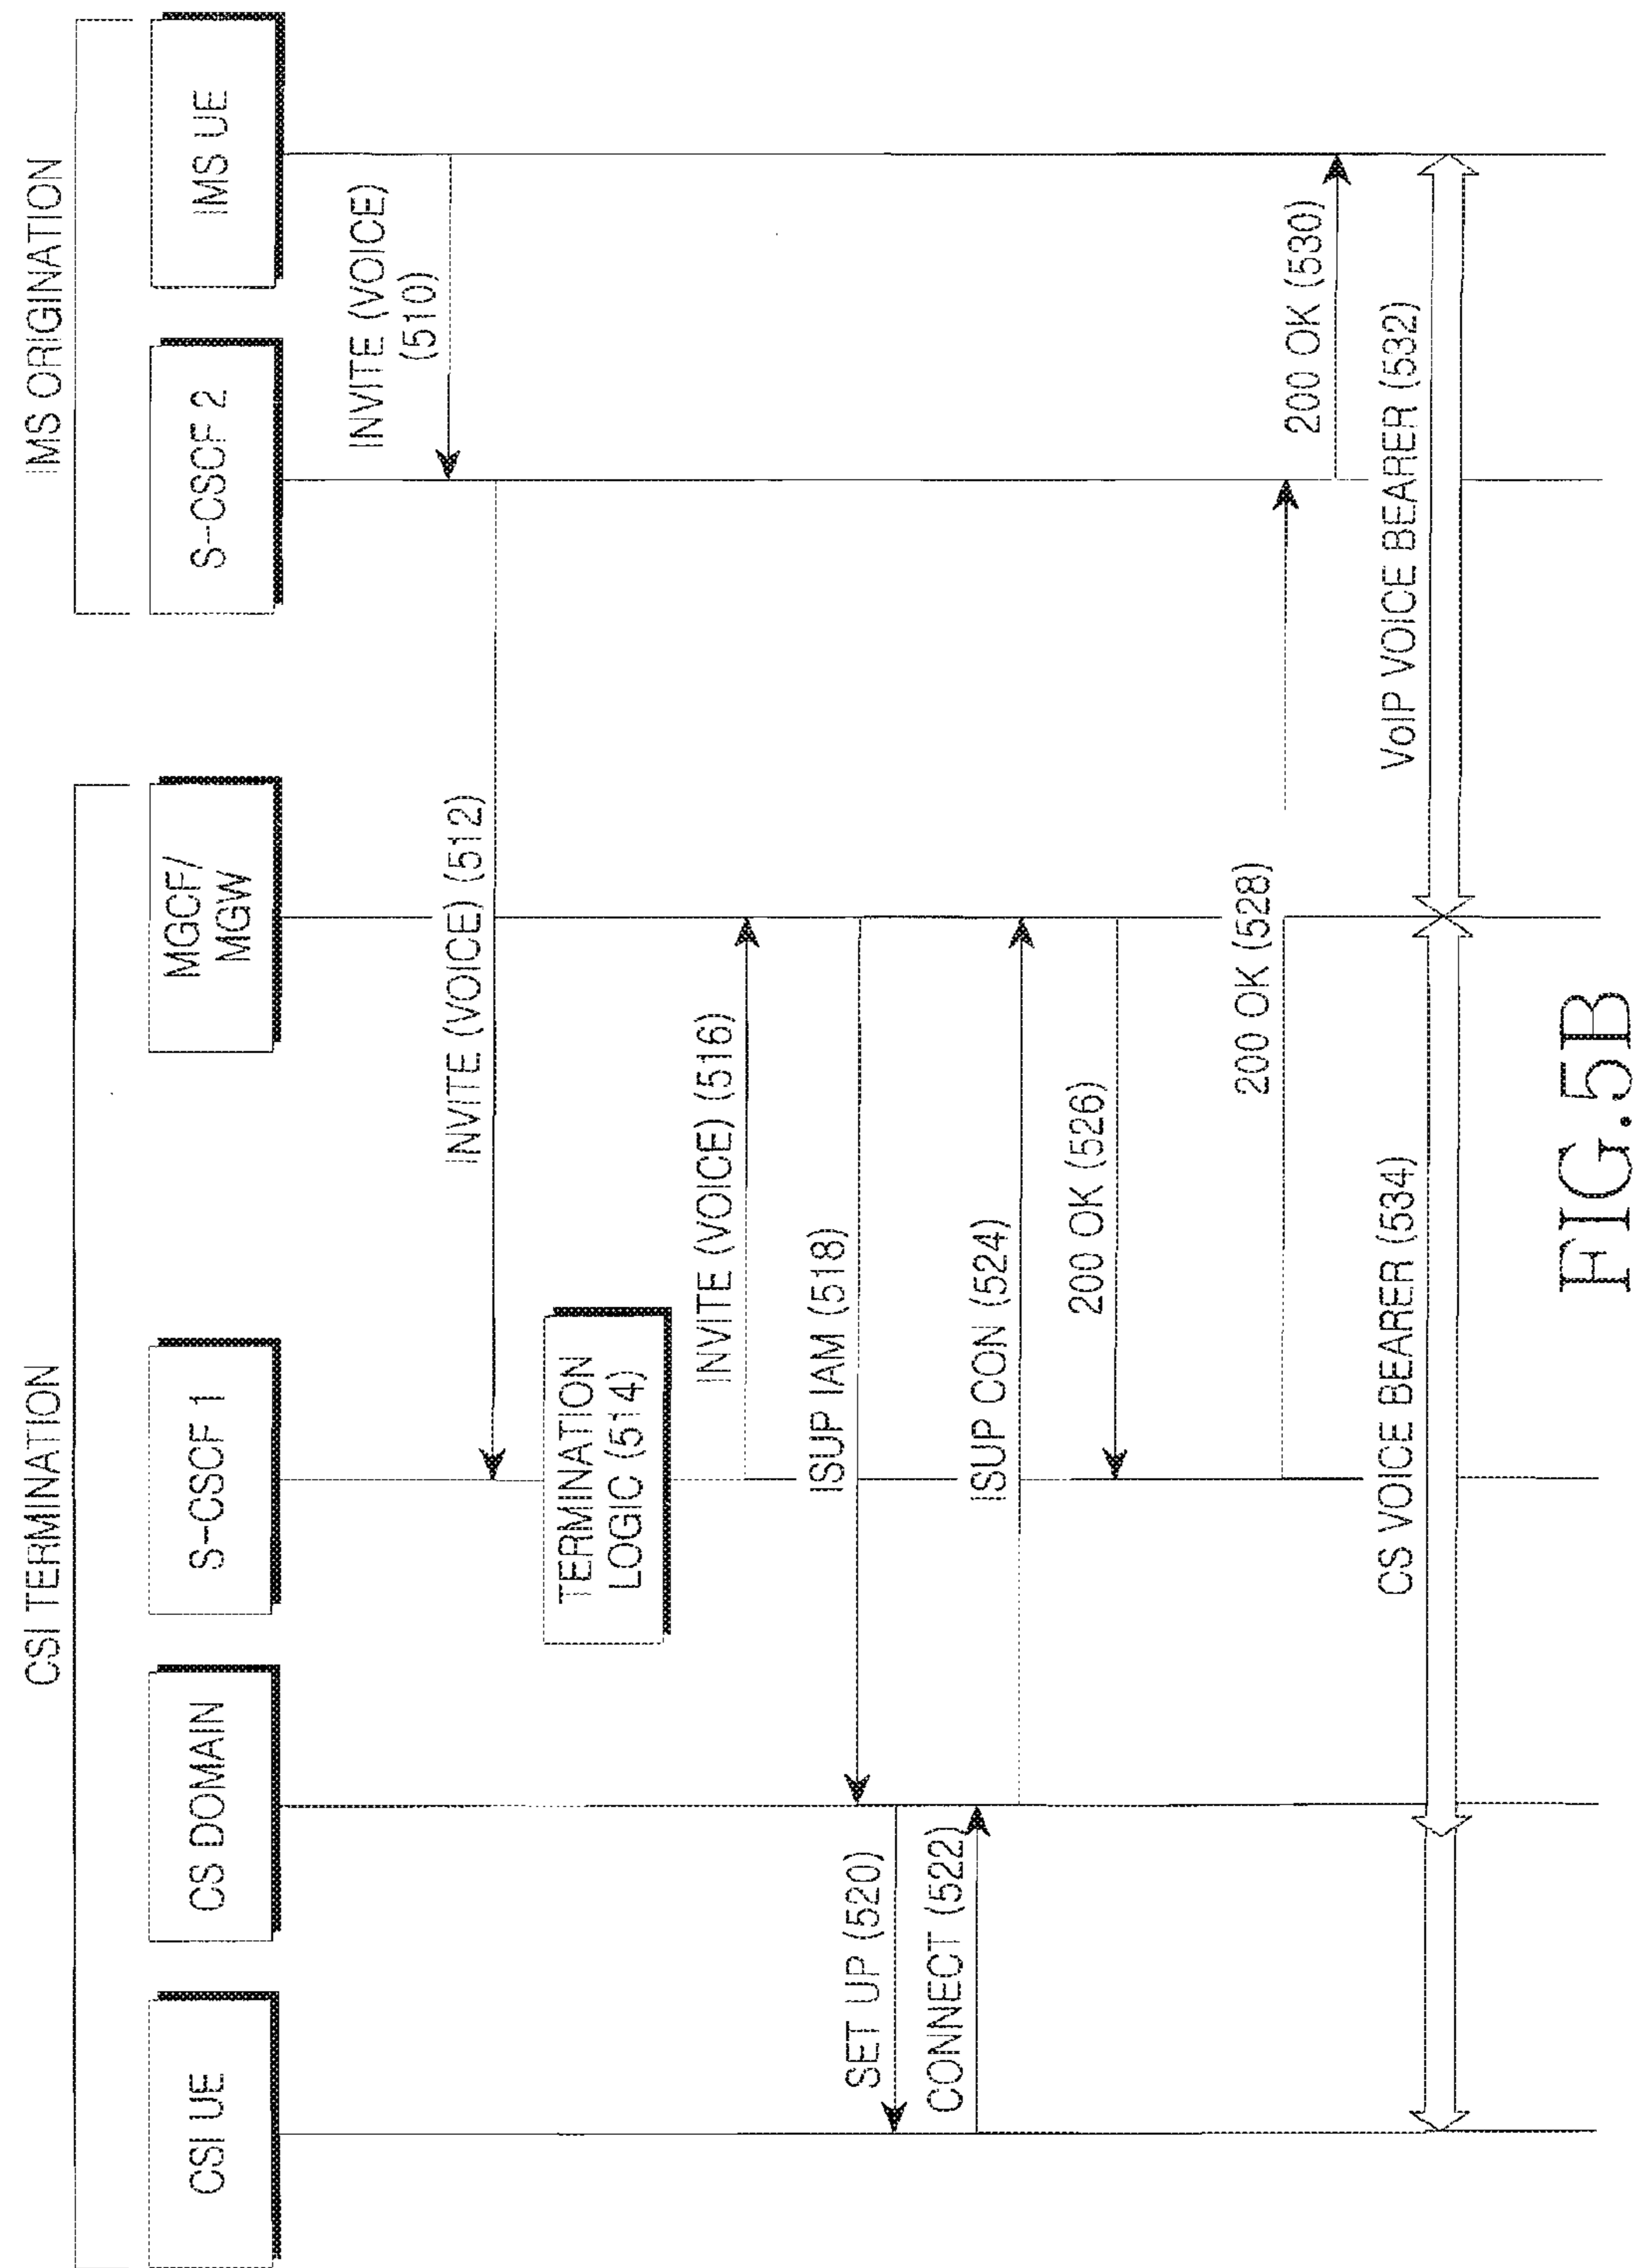 CSI TERMINATION
IMS ORIGINATION
CSI UE
CS DOMAIN
S-CSCF 1
MGCF/
MGW
S-CSCF 2
IMS UE
INVITE (VOICE)
(510)
INVITE (VOICE) (512)
TERMINATION
LOGIC (514)
INVITE (VOICE) (516)
ISUP IAM (518)
SET UP (520)
CONNECT (522)
ISUP CON (524)
200 OK (526)
200 OK (528)
200 OK (530)
VoIP VOICE BEARER (532)
CS VOICE BEARER (534)
FIG.5B